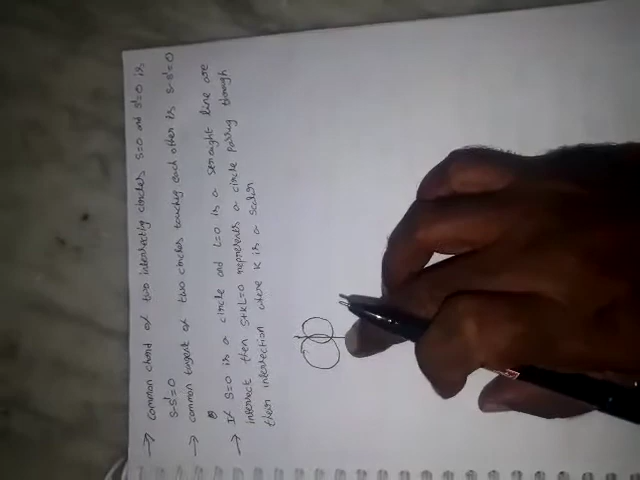 → common chord of two intersecting circles S=0 and S'=0 is
S-S'=0
→ common tangent of two circles touching each other is S-S'=0
→ If S=0 is a circle and L=0 is a straight line are
intersect then S+KL=0 represents a circle passing through
their intersection where K is a scalar